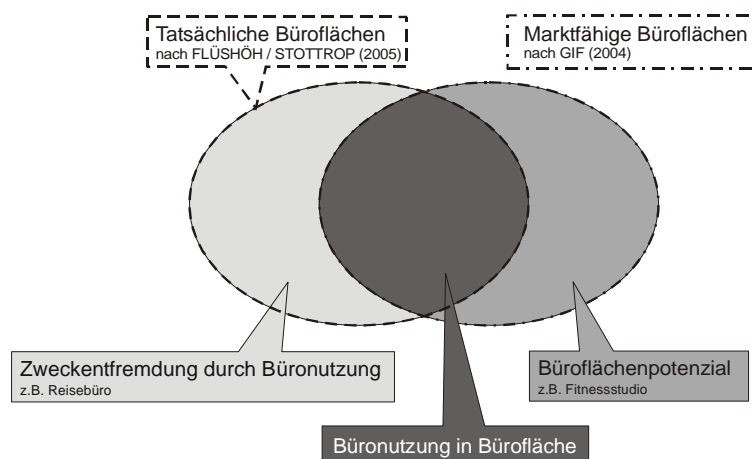 Tatsächliche Büroflächen
nach FLÜSHÖH / STOTTROP (2005)
Marktfähige Büroflächen
nach GIF (2004)
Zweckentfremdung durch Büronutzung
z.B. Reisebüro
Büroflächenpotenzial
z.B. Fitnessstudio
Büronutzung in Bürofläche